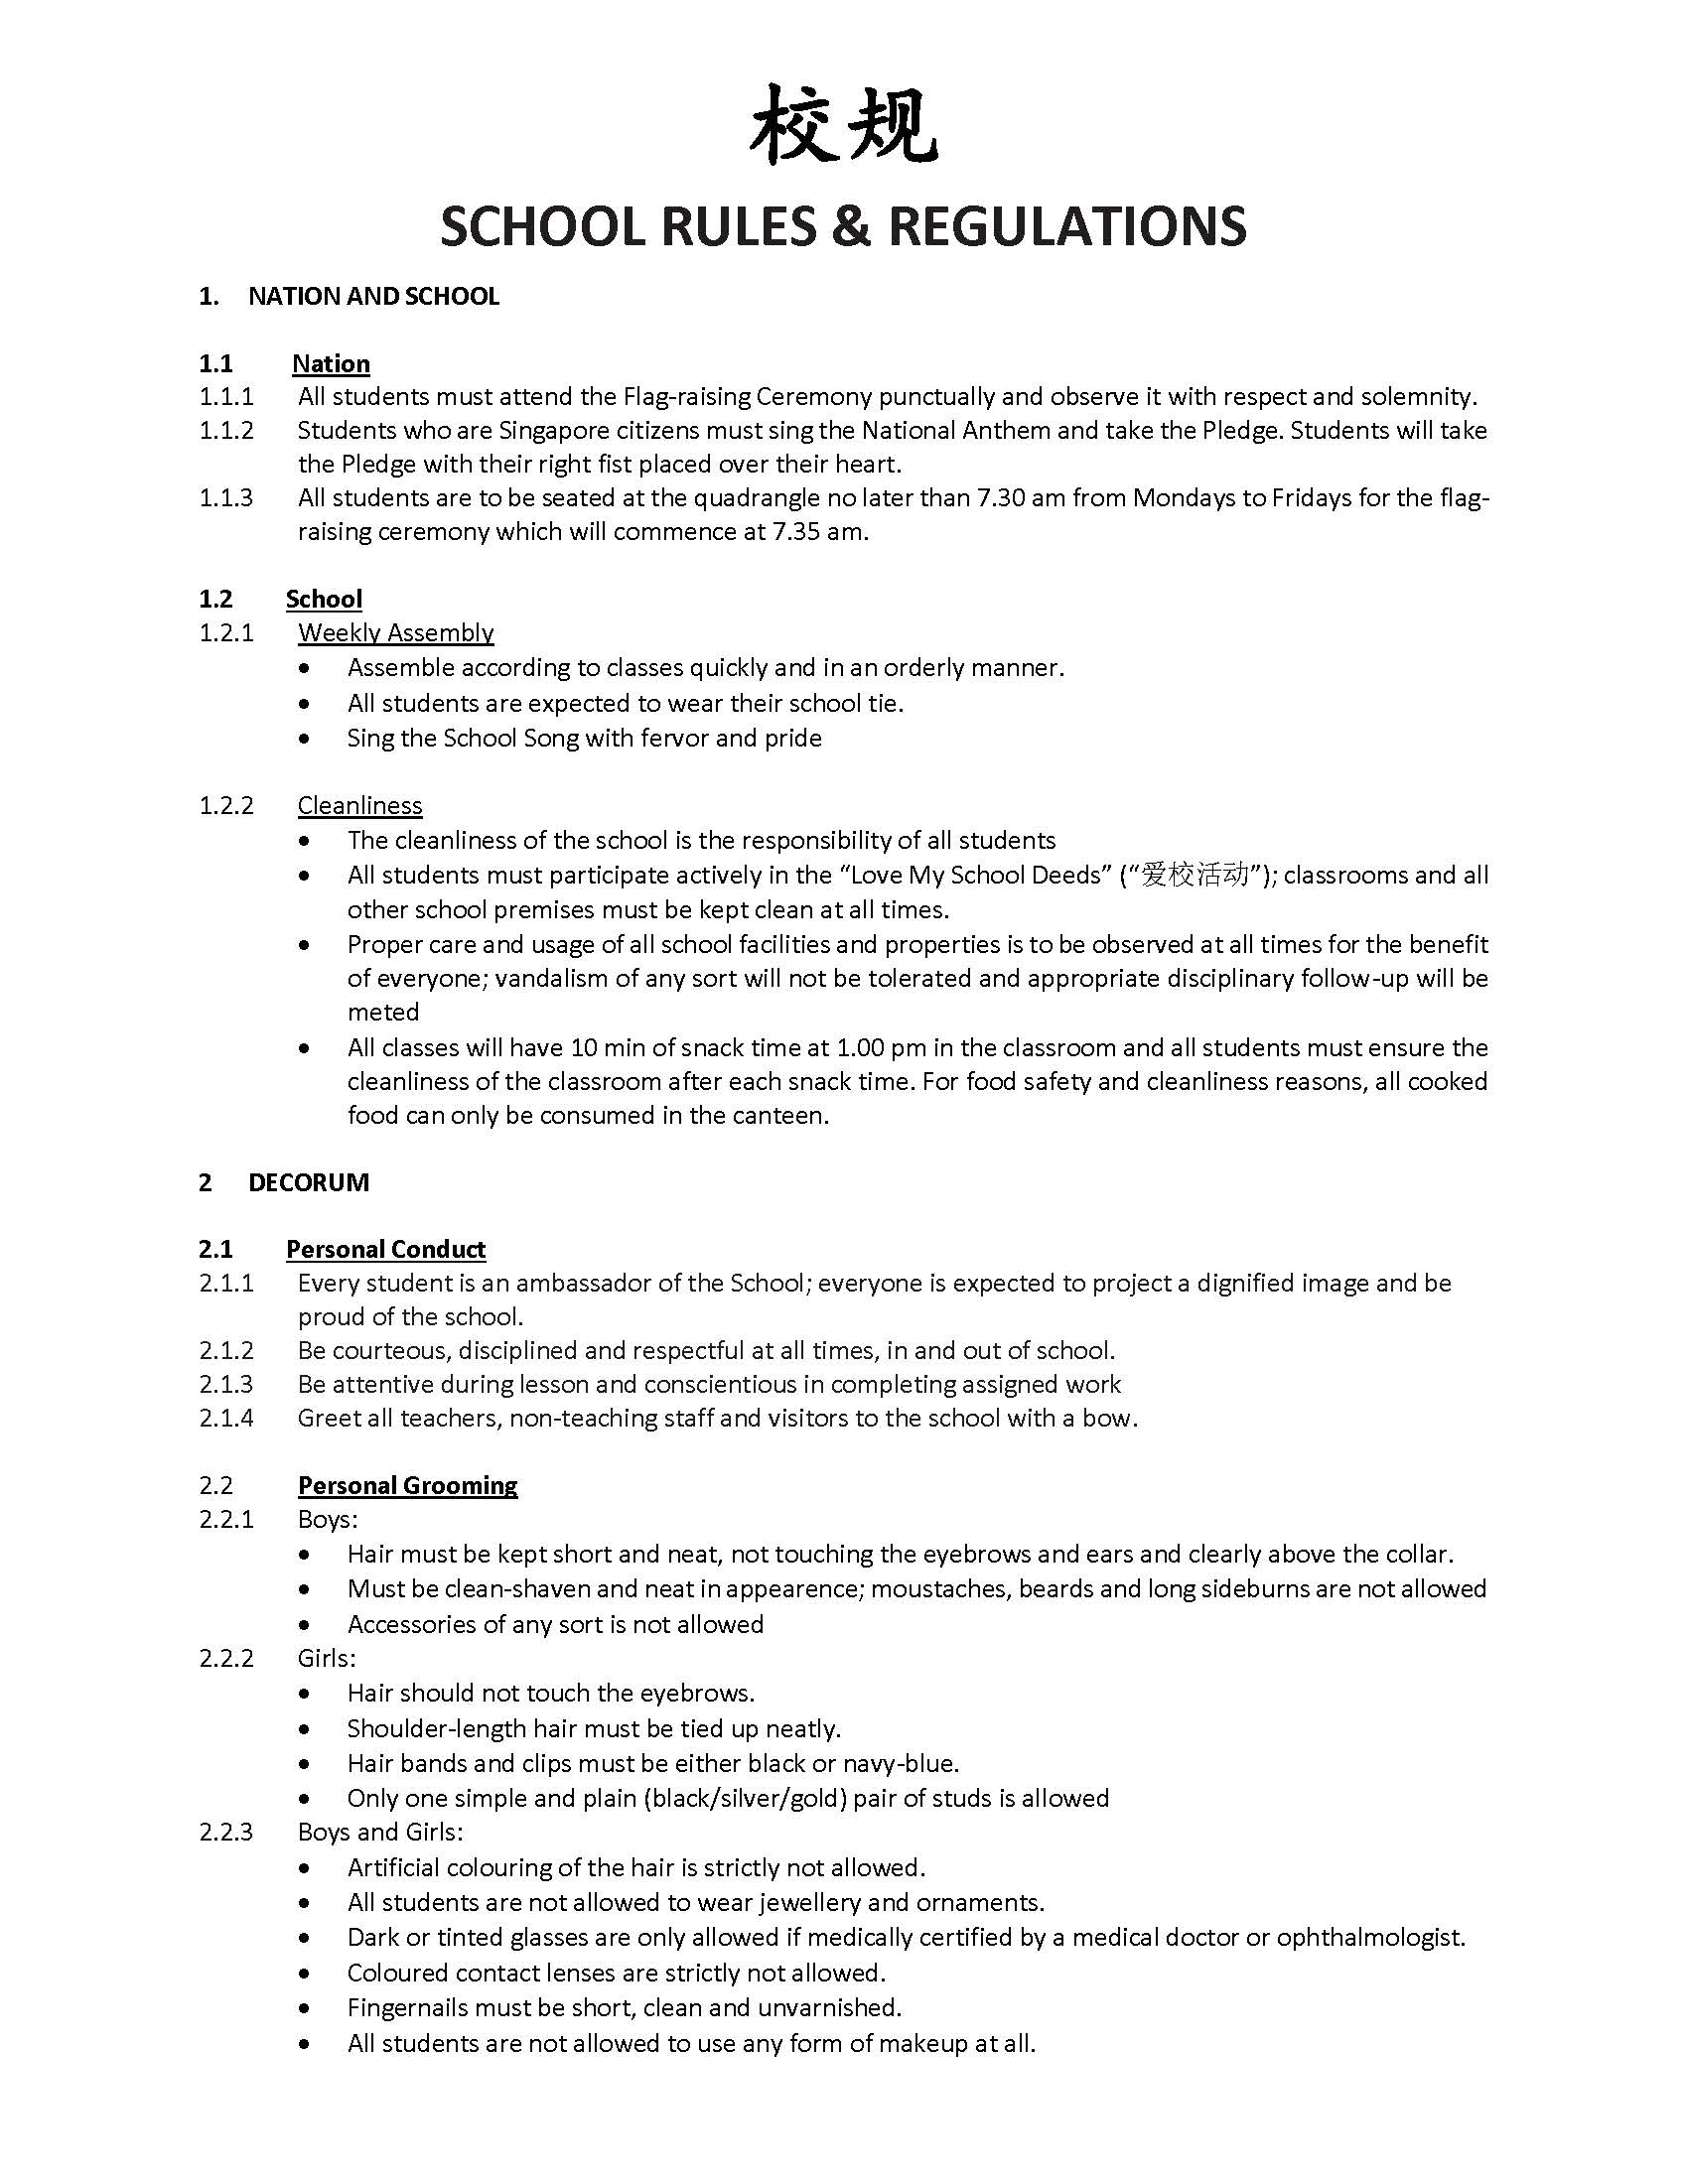 校规
SCHOOL RULES & REGULATIONS
1. NATION AND SCHOOL
1.1 Nation
1.1.1 All students must attend the Flag-raising Ceremony punctually and observe it with respect and solemnity.
1.1.2 Students who are Singapore citizens must sing the National Anthem and take the Pledge. Students will take
the Pledge with their right fist placed over their heart.
1.1.3 All students are to be seated at the quadrangle no later than 7.30 am from Mondays to Fridays for the flag-
raising ceremony which will commence at 7.35 am.
1.2 School
1.2.1 Weekly Assembly
• Assemble according to classes quickly and in an orderly manner.
• All students are expected to wear their school tie.
• Sing the School Song with fervor and pride
1.2.2 Cleanliness
• The cleanliness of the school is the responsibility of all students
• All students must participate actively in the “Love My School Deeds” (“爱校活动”); classrooms and all
other school premises must be kept clean at all times.
• Proper care and usage of all school facilities and properties is to be observed at all times for the benefit
of everyone; vandalism of any sort will not be tolerated and appropriate disciplinary follow-up will be
meted
• All classes will have 10 min of snack time at 1.00 pm in the classroom and all students must ensure the
cleanliness of the classroom after each snack time. For food safety and cleanliness reasons, all cooked
food can only be consumed in the canteen.
2 DECORUM
2.1 Personal Conduct
2.1.1 Every student is an ambassador of the School; everyone is expected to project a dignified image and be
proud of the school.
2.1.2 Be courteous, disciplined and respectful at all times, in and out of school.
2.1.3 Be attentive during lesson and conscientious in completing assigned work
2.1.4 Greet all teachers, non-teaching staff and visitors to the school with a bow.
2.2 Personal Grooming
2.2.1 Boys:
• Hair must be kept short and neat, not touching the eyebrows and ears and clearly above the collar.
• Must be clean-shaven and neat in appearence; moustaches, beards and long sideburns are not allowed
• Accessories of any sort is not allowed
2.2.2 Girls:
• Hair should not touch the eyebrows.
• Shoulder-length hair must be tied up neatly.
• Hair bands and clips must be either black or navy-blue.
• Only one simple and plain (black/silver/gold) pair of studs is allowed
2.2.3 Boys and Girls:
• Artificial colouring of the hair is strictly not allowed.
• All students are not allowed to wear jewellery and ornaments.
• Dark or tinted glasses are only allowed if medically certified by a medical doctor or ophthalmologist.
• Coloured contact lenses are strictly not allowed.
• Fingernails must be short, clean and unvarnished.
• All students are not allowed to use any form of makeup at all.